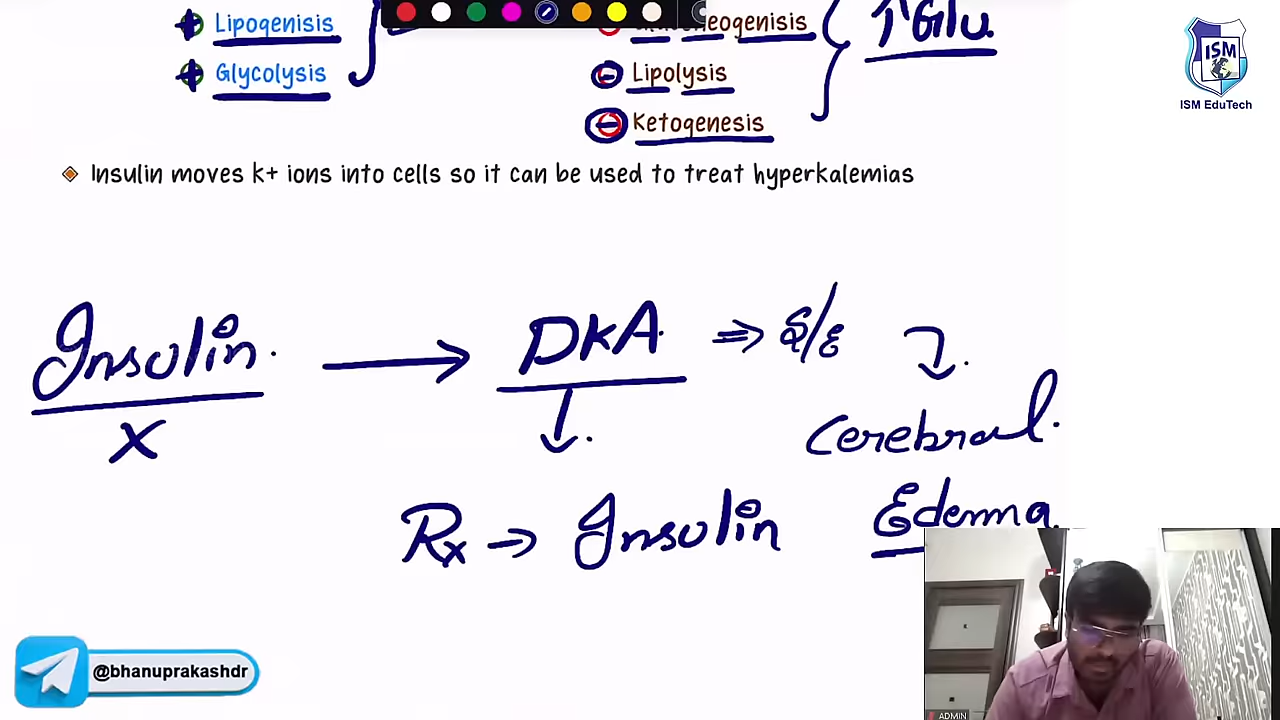 Lipogenisis
Glycolysis
eogenisis
Lipolysis
Ketogenesis
↑Glu.
ISM
ISM EduTech
Insulin moves k+ ions into cells so it can be used to treat hyperkalemias
Insulin. → DKA. ⇒ S/E
X
Cerebral.
Edema.
Rx → Insulin
@bhanuprakashdr
ADMIN